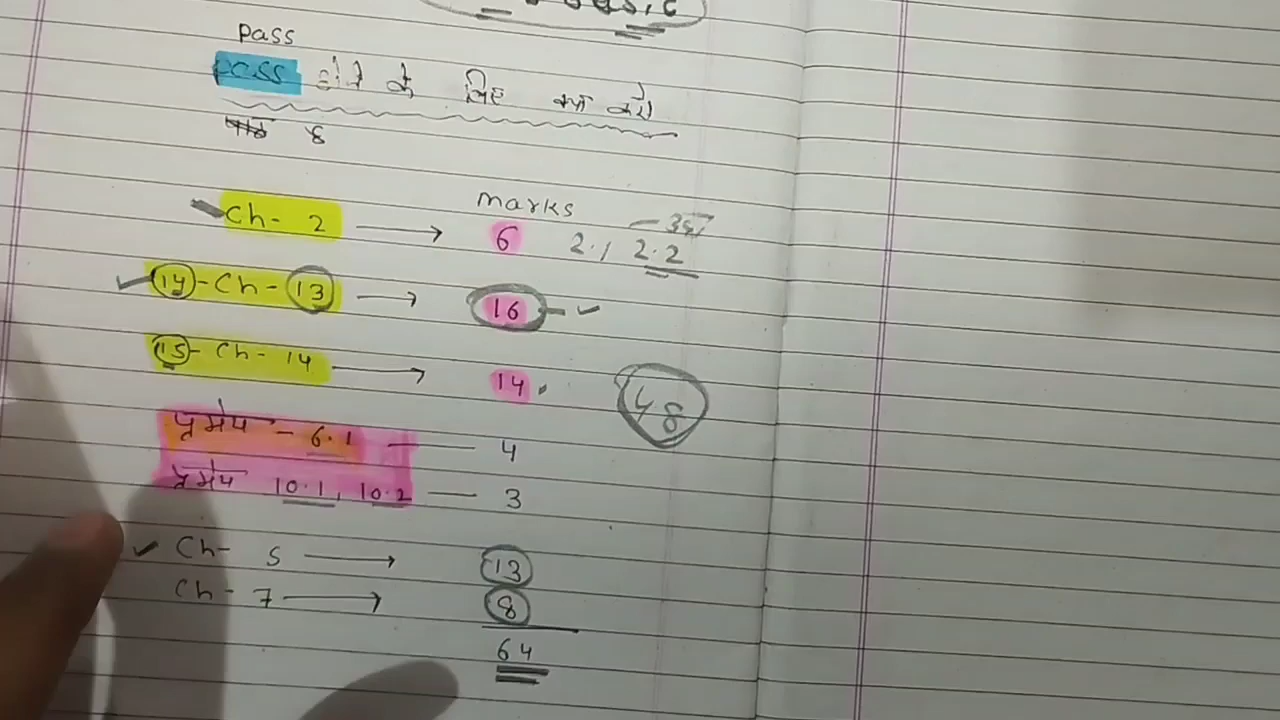 Pass
Pass होने के लिए क्या करे
8
marks
Ch- 2 → 6 2.1 2.2
14 - Ch - 13 → 16
15 - Ch - 14 → 14
48
प्रमेय - 6.1 — 4
प्रमेय 10.1, 10.2 — 3
Ch- 5 → 13
Ch - 7 → 8
64